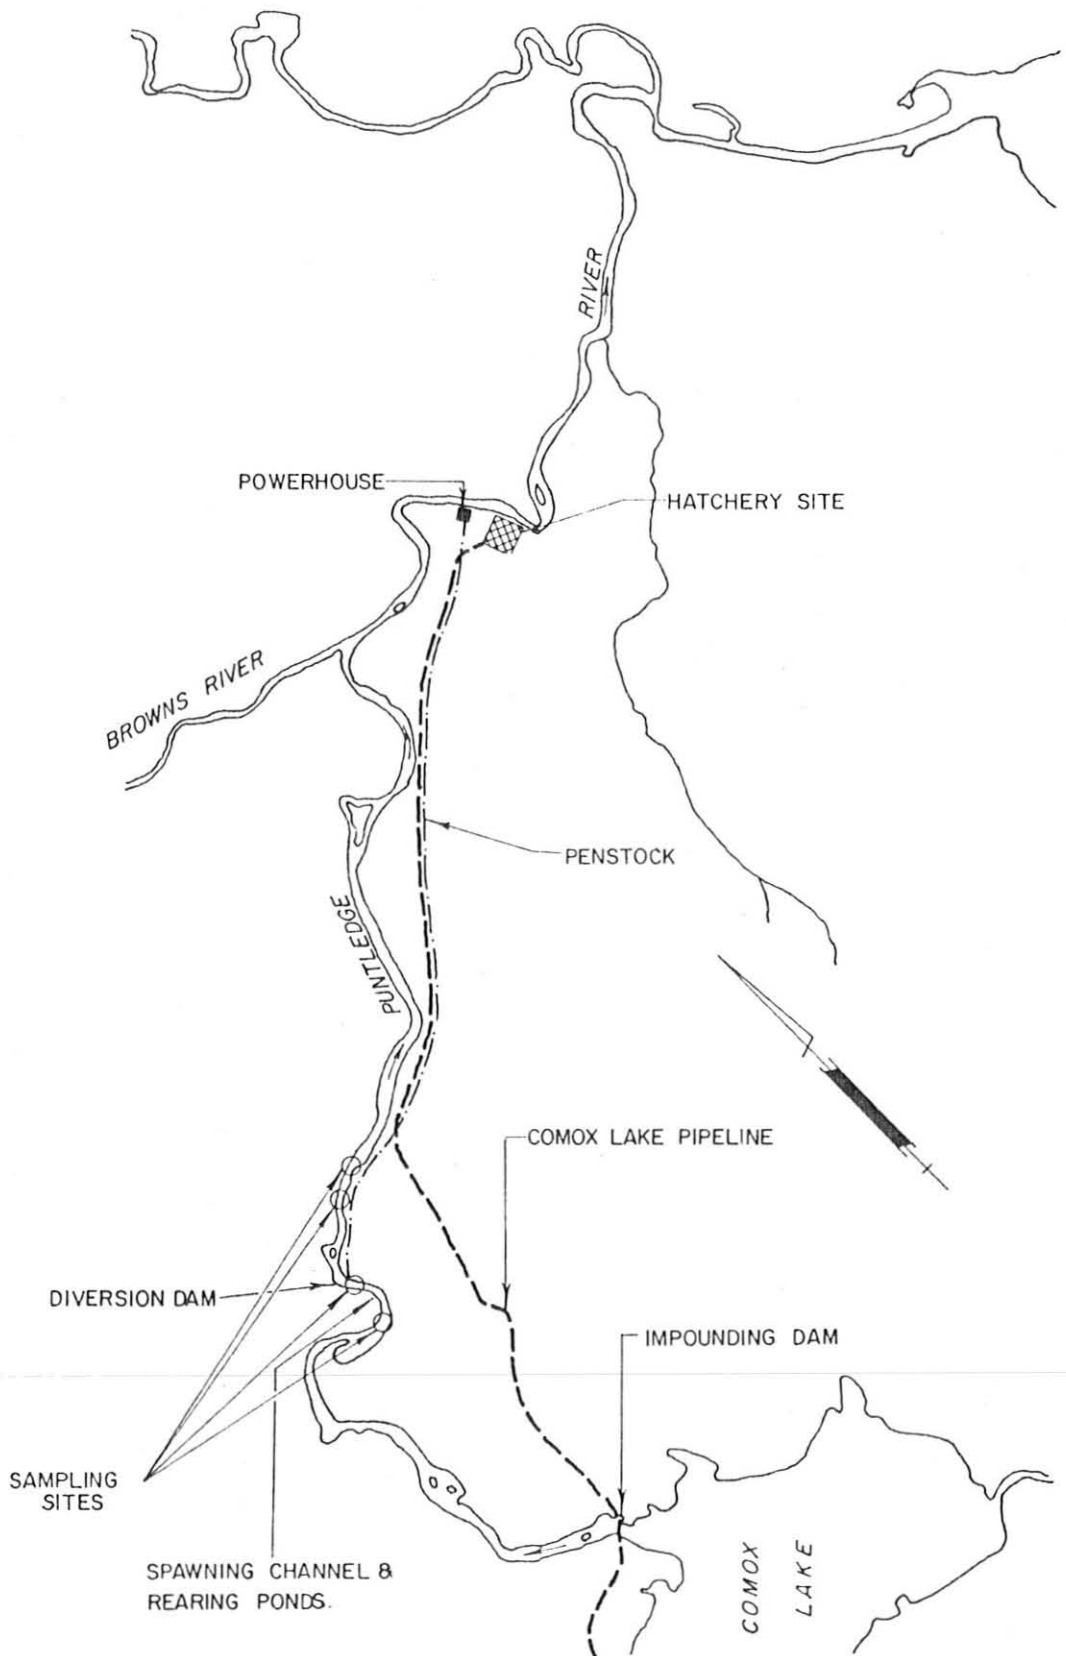 RIVER
POWERHOUSE
HATCHERY SITE
BROWNS RIVER
PENSTOCK
PUNTLEDGE
COMOX LAKE PIPELINE
DIVERSION DAM
IMPOUNDING DAM
SAMPLING
SITES
SPAWNING CHANNEL &
REARING PONDS.
COMOX
LAKE